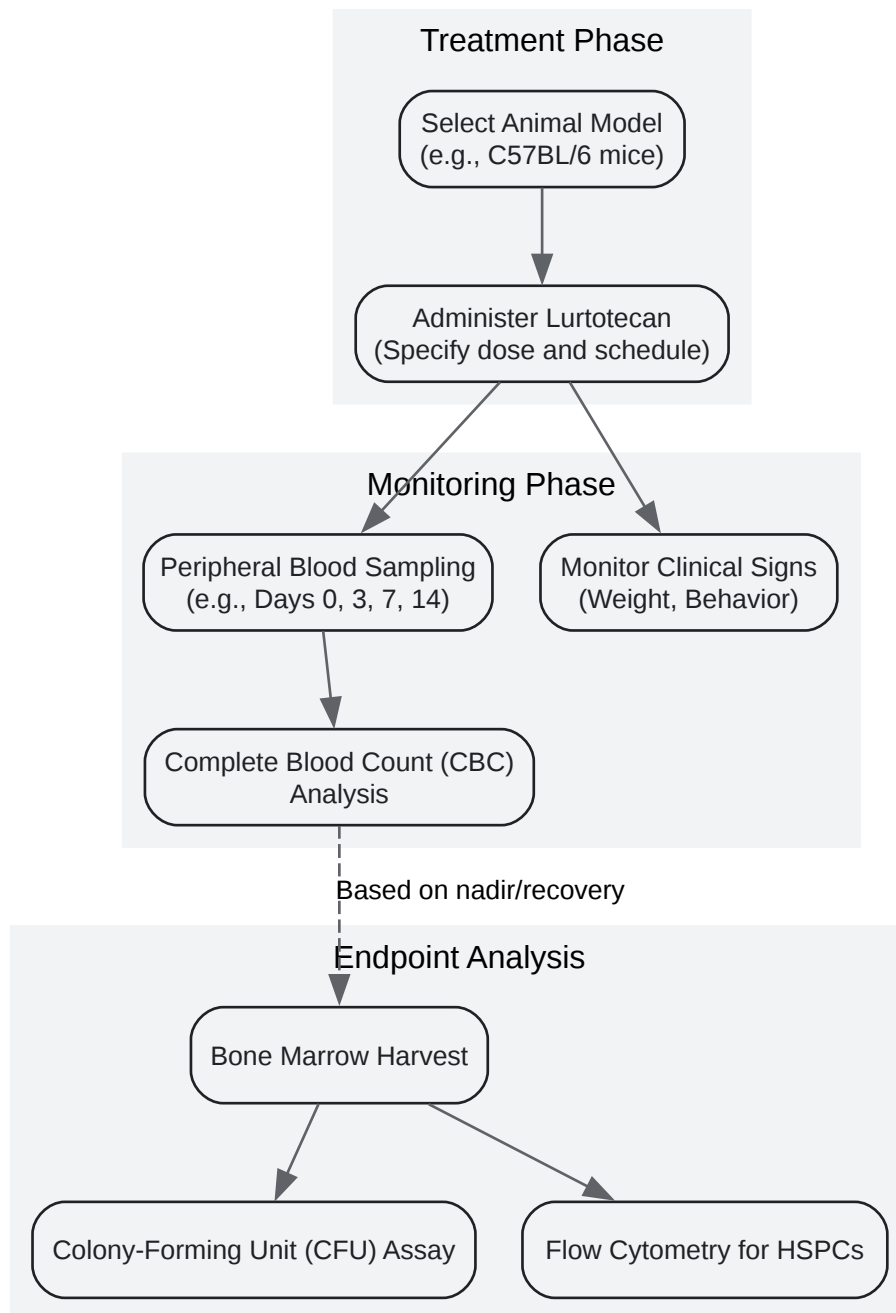 Treatment Phase
Select Animal Model
(e.g., C57BL/6 mice)
Administer Lurtotecan
(Specify dose and schedule)
Monitoring Phase
Peripheral Blood Sampling
(e.g., Days 0, 3, 7, 14)
Monitor Clinical Signs
(Weight, Behavior)
Complete Blood Count (CBC)
Analysis
Based on nadir/recovery
Endpoint Analysis
Bone Marrow Harvest
Colony-Forming Unit (CFU) Assay
Flow Cytometry for HSPCs